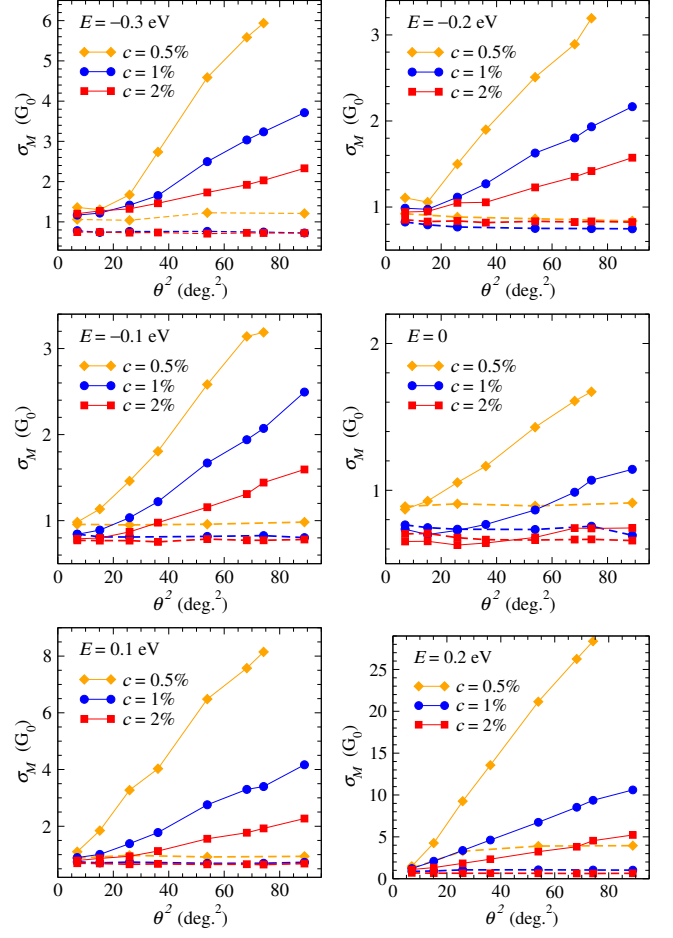 E = −0.3 eV
c = 0.5%
c = 1%
c = 2%
σ_M (G₀)
6
5
4
3
2
1
0 20 40 60 80
θ² (deg.²)
E = −0.2 eV
c = 0.5%
c = 1%
c = 2%
σ_M (G₀)
3
2
1
0 20 40 60 80
θ² (deg.²)
E = −0.1 eV
c = 0.5%
c = 1%
c = 2%
σ_M (G₀)
3
2
1
0 20 40 60 80
θ² (deg.²)
E = 0
c = 0.5%
c = 1%
c = 2%
σ_M (G₀)
2
1
0 20 40 60 80
θ² (deg.²)
E = 0.1 eV
c = 0.5%
c = 1%
c = 2%
σ_M (G₀)
8
6
4
2
0 20 40 60 80
θ² (deg.²)
E = 0.2 eV
c = 0.5%
c = 1%
c = 2%
σ_M (G₀)
25
20
15
10
5
0
0 20 40 60 80
θ² (deg.²)